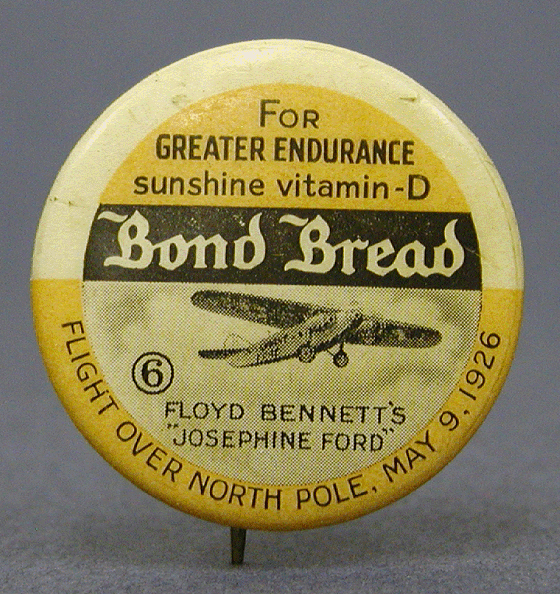 FOR
GREATER ENDURANCE
sunshine vitamin-D
Bond Bread
6
FLOYD BENNETT'S
"JOSEPHINE FORD"
FLIGHT OVER NORTH POLE, MAY 9, 1926